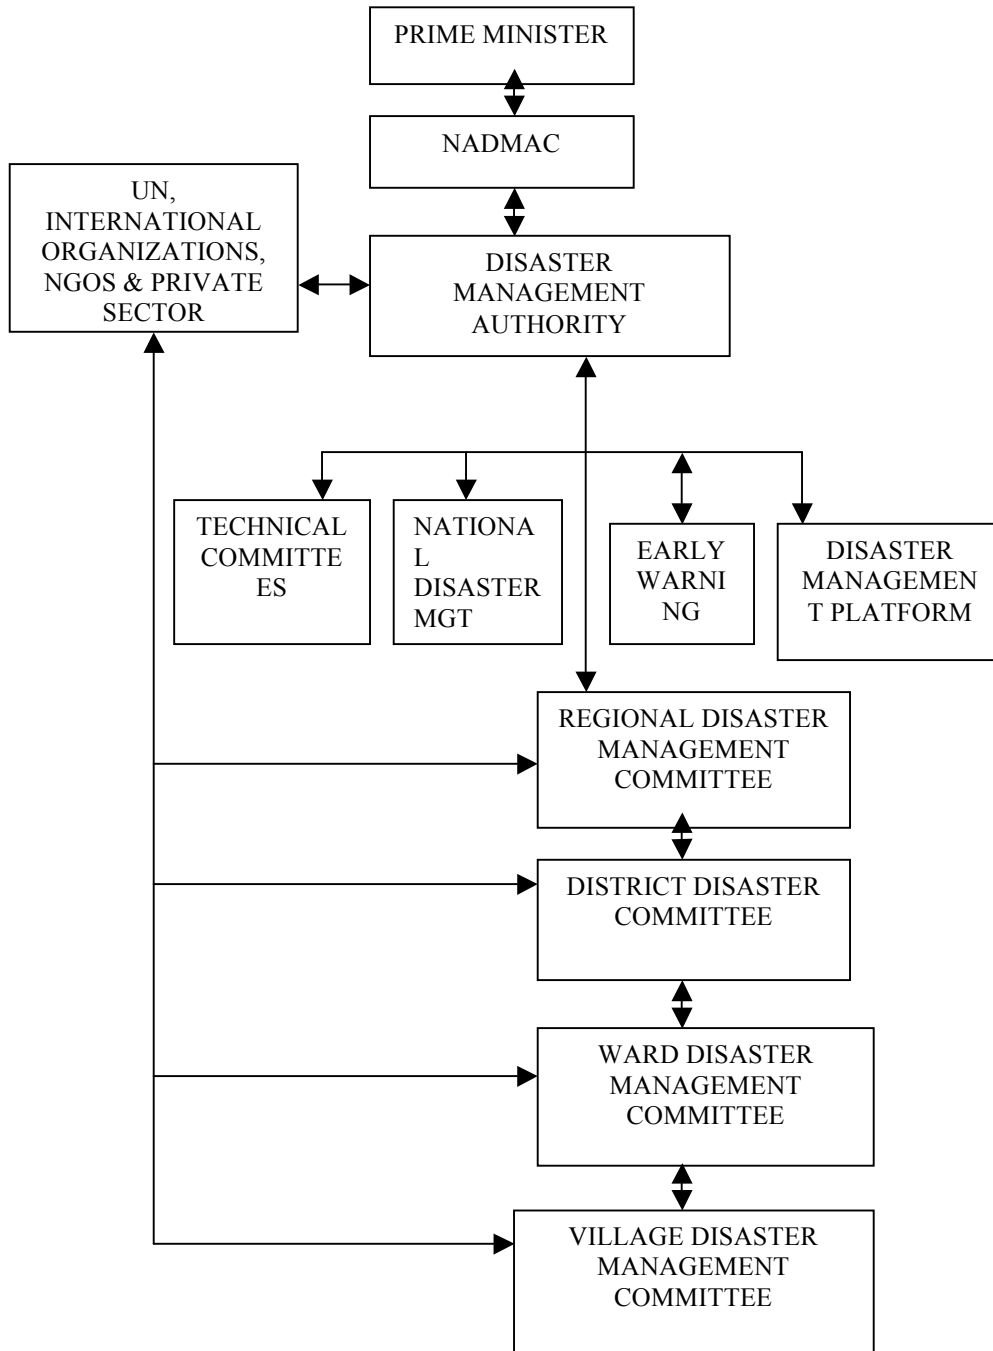 PRIME MINISTER
NADMAC
UN,
INTERNATIONAL
ORGANIZATIONS,
NGOS & PRIVATE
SECTOR
DISASTER
MANAGEMENT
AUTHORITY
TECHNICAL
COMMITTE
ES
NATIONA
L
DISASTER
MGT
EARLY
WARNI
NG
DISASTER
MANAGEMEN
T PLATFORM
REGIONAL DISASTER
MANAGEMENT
COMMITTEE
DISTRICT DISASTER
COMMITTEE
WARD DISASTER
MANAGEMENT
COMMITTEE
VILLAGE DISASTER
MANAGEMENT
COMMITTEE